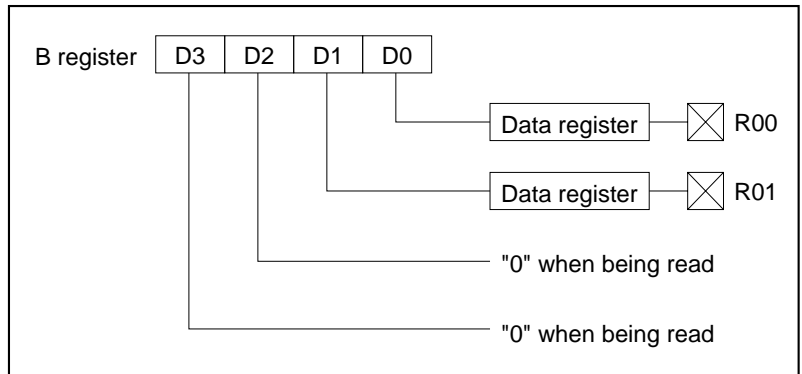 B register D3 D2 D1 D0
Data register R00
Data register R01
"0" when being read
"0" when being read